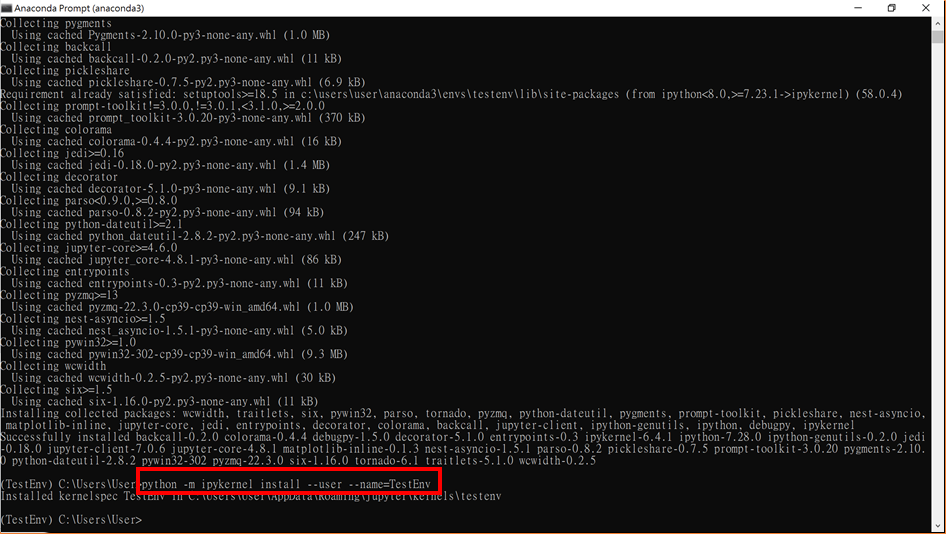 Anaconda Prompt (anaconda3)
Collecting pygments
  Using cached Pygments-2.10.0-py3-none-any.whl (1.0 MB)
Collecting backcall
  Using cached backcall-0.2.0-py2.py3-none-any.whl (11 kB)
Collecting pickleshare
  Using cached pickleshare-0.7.5-py2.py3-none-any.whl (6.9 kB)
Requirement already satisfied: setuptools>=18.5 in c:\users\user\anaconda3\envs\testenv\lib\site-packages (from ipython<8.0,>=7.23.1->ipykernel) (58.0.4)
Collecting prompt-toolkit!=3.0.0,!=3.0.1,<3.1.0,>=2.0.0
  Using cached prompt_toolkit-3.0.20-py3-none-any.whl (370 kB)
Collecting colorama
  Using cached colorama-0.4.4-py2.py3-none-any.whl (16 kB)
Collecting jedi>=0.16
  Using cached jedi-0.18.0-py2.py3-none-any.whl (1.4 MB)
Collecting decorator
  Using cached decorator-5.1.0-py3-none-any.whl (9.1 kB)
Collecting parso<0.9.0,>=0.8.0
  Using cached parso-0.8.2-py2.py3-none-any.whl (94 kB)
Collecting python-dateutil>=2.1
  Using cached python_dateutil-2.8.2-py2.py3-none-any.whl (247 kB)
Collecting jupyter-core>=4.6.0
  Using cached jupyter_core-4.8.1-py3-none-any.whl (86 kB)
Collecting entrypoints
  Using cached entrypoints-0.3-py2.py3-none-any.whl (11 kB)
Collecting pyzmq>=13
  Using cached pyzmq-22.3.0-cp39-cp39-win_amd64.whl (1.0 MB)
Collecting nest-asyncio>=1.5
  Using cached nest_asyncio-1.5.1-py3-none-any.whl (5.0 kB)
Collecting pywin32>=1.0
  Using cached pywin32-302-cp39-cp39-win_amd64.whl (9.3 MB)
Collecting wcwidth
  Using cached wcwidth-0.2.5-py2.py3-none-any.whl (30 kB)
Collecting six>=1.5
  Using cached six-1.16.0-py2.py3-none-any.whl (11 kB)
Installing collected packages: wcwidth, traitlets, six, pywin32, parso, tornado, pyzmq, python-dateutil, pygments, prompt-toolkit, pickleshare, nest-asyncio,
 matplotlib-inline, jupyter-core, jedi, entrypoints, decorator, colorama, backcall, jupyter-client, ipython-genutils, ipython, debugpy, ipykernel
Successfully installed backcall-0.2.0 colorama-0.4.4 debugpy-1.5.0 decorator-5.1.0 entrypoints-0.3 ipykernel-6.4.1 ipython-7.28.0 ipython-genutils-0.2.0 jedi
-0.18.0 jupyter-client-7.0.6 jupyter-core-4.8.1 matplotlib-inline-0.1.3 nest-asyncio-1.5.1 parso-0.8.2 pickleshare-0.7.5 prompt-toolkit-3.0.20 pygments-2.10.
0 python-dateutil-2.8.2 pywin32-302 pyzmq-22.3.0 six-1.16.0 tornado-6.1 traitlets-5.1.0 wcwidth-0.2.5
(TestEnv) C:\Users\User>python -m ipykernel install --user --name=TestEnv
Installed kernelspec TestEnv in C:\Users\User\AppData\Roaming\jupyter\kernels\testenv
(TestEnv) C:\Users\User>